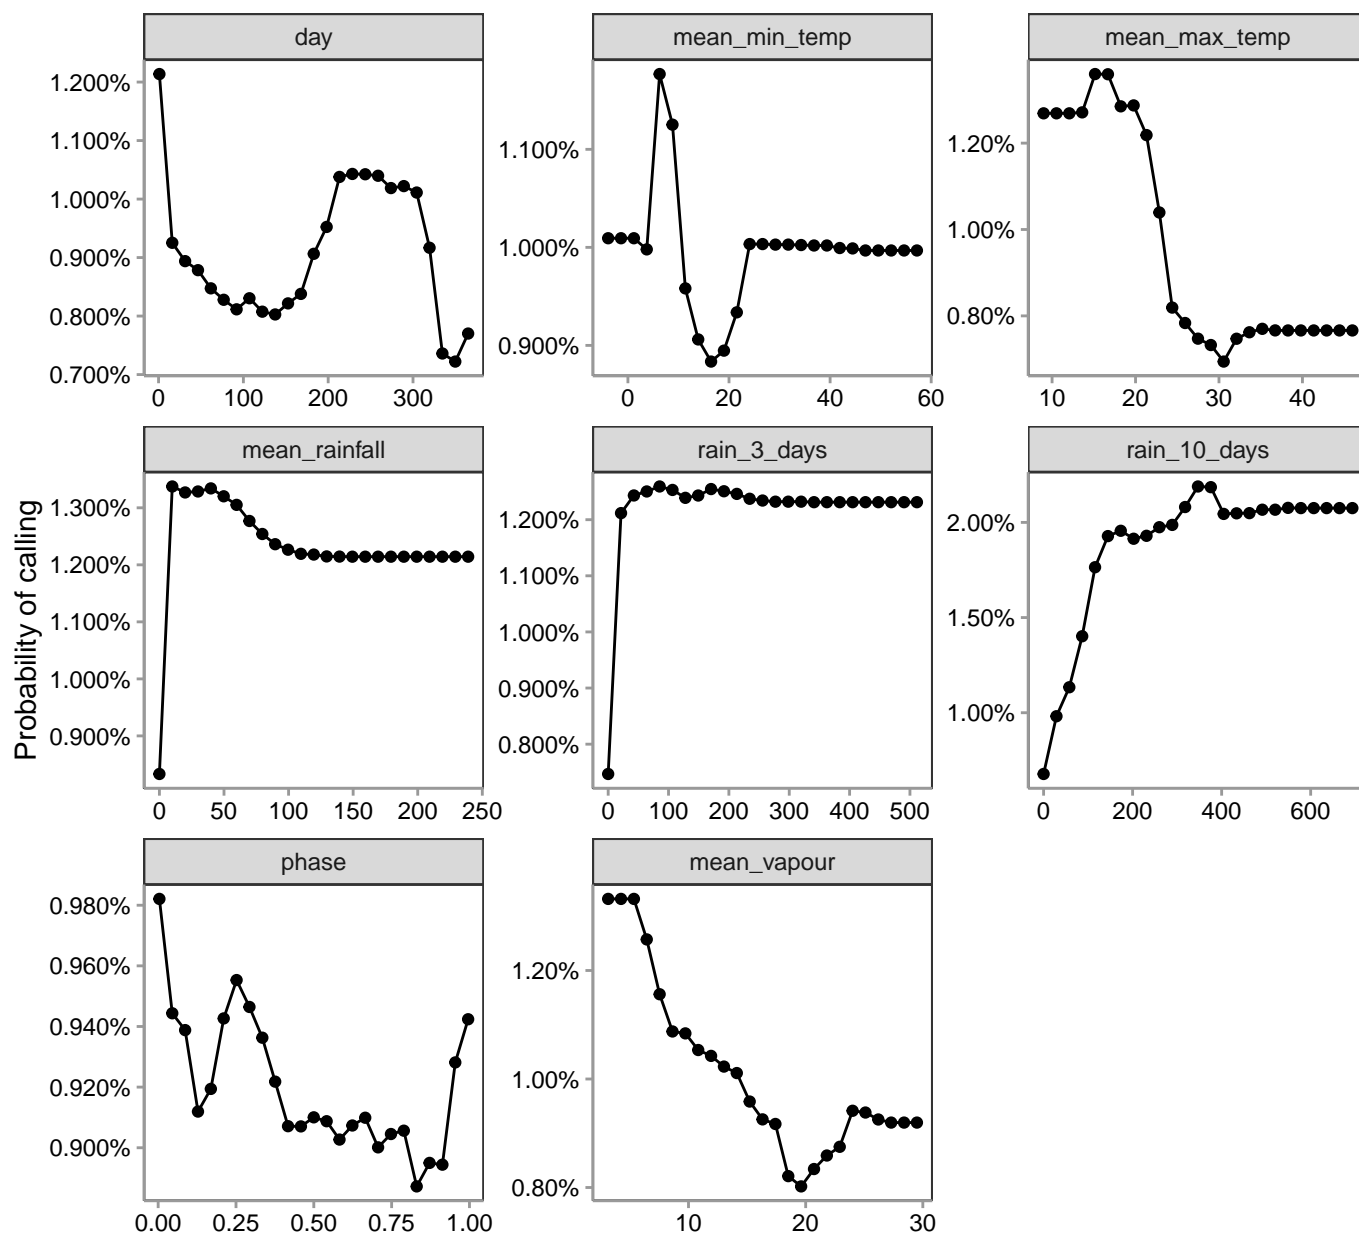 day
mean_min_temp
mean_max_temp
1.200%
1.100%
1.000%
0.900%
0.800%
0.700%
0 100 200 300
1.100%
1.000%
0.900%
0 20 40 60
1.20%
1.00%
0.80%
10 20 30 40
mean_rainfall
rain_3_days
rain_10_days
Probability of calling
1.300%
1.200%
1.100%
1.000%
0.900%
0 50 100 150 200 250
1.200%
1.100%
1.000%
0.900%
0.800%
0 100 200 300 400 500
2.00%
1.50%
1.00%
0 200 400 600
phase
mean_vapour
0.980%
0.960%
0.940%
0.920%
0.900%
0.00 0.25 0.50 0.75 1.00
1.20%
1.00%
0.80%
10 20 30